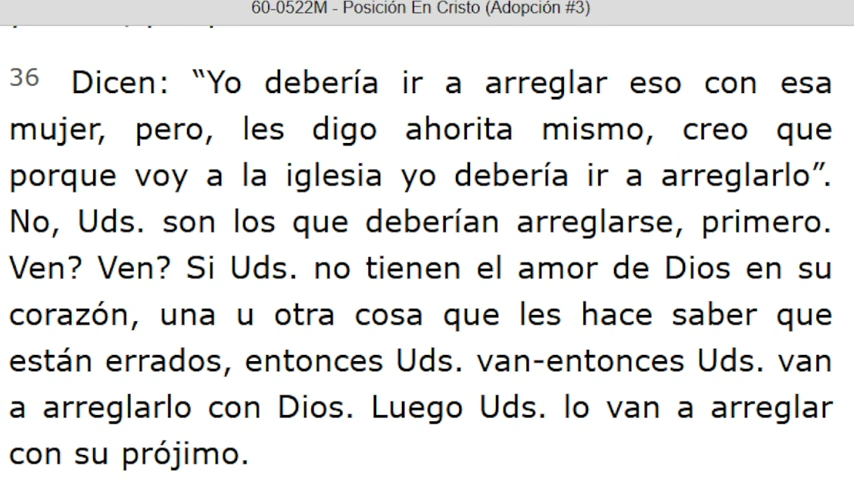 60-0522M - Posición En Cristo (Adopción #3)
36 Dicen: “Yo debería ir a arreglar eso con esa
mujer, pero, les digo ahorita mismo, creo que
porque voy a la iglesia yo debería ir a arreglarlo”.
No, Uds. son los que deberían arreglarse, primero.
Ven? Ven? Si Uds. no tienen el amor de Dios en su
corazón, una u otra cosa que les hace saber que
están errados, entonces Uds. van-entonces Uds. van
a arreglarlo con Dios. Luego Uds. lo van a arreglar
con su prójimo.